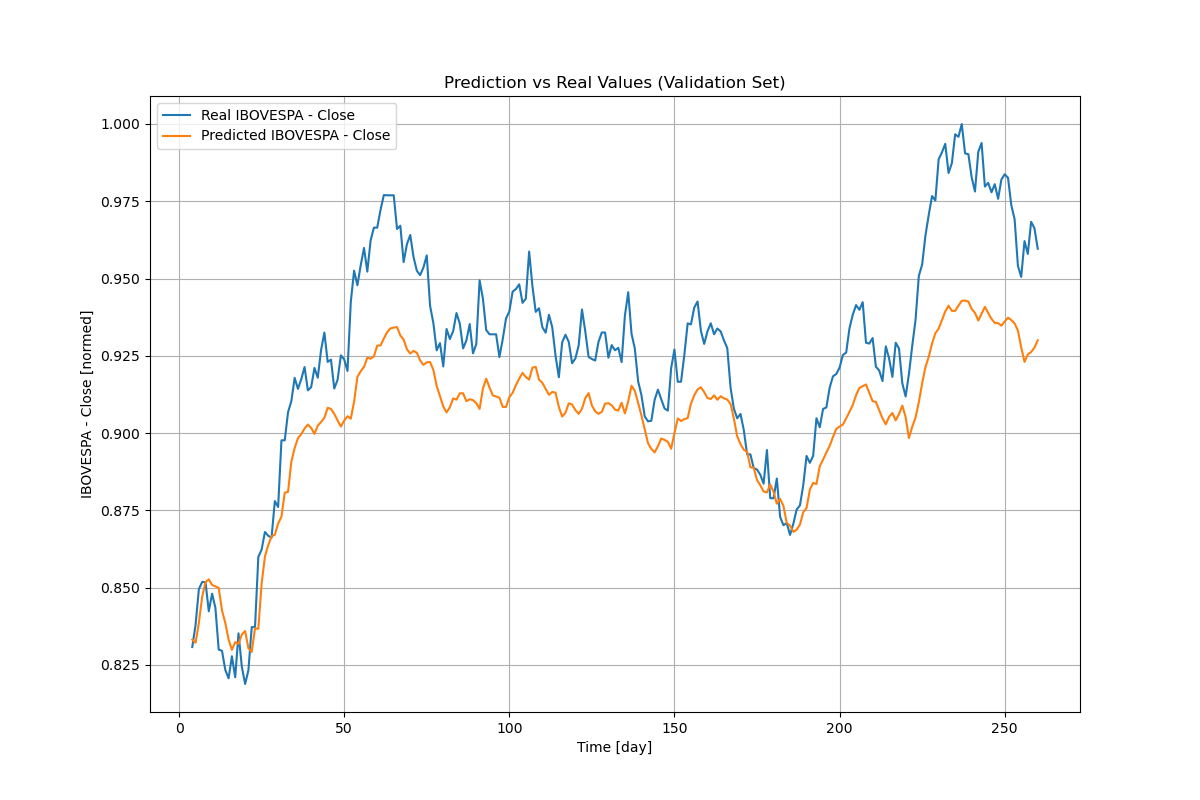 Prediction vs Real Values (Validation Set)
Real IBOVESPA - Close
Predicted IBOVESPA - Close
IBOVESPA - Close [normed]
1.000
0.975
0.950
0.925
0.900
0.875
0.850
0.825
0 50 100 150 200 250
Time [day]